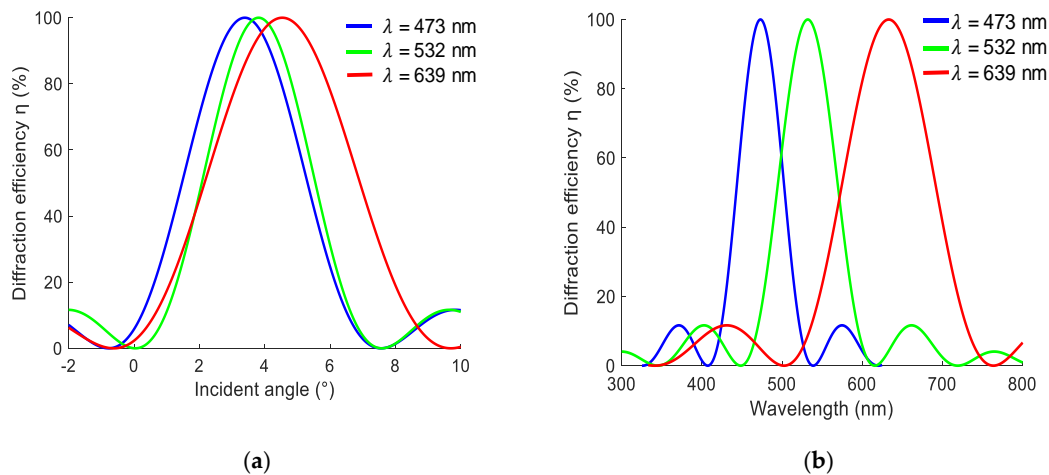 λ = 473 nm
λ = 532 nm
λ = 639 nm
Diffraction efficiency η (%)
100
80
60
40
20
0
-2 0 2 4 6 8 10
Incident angle (°)
(a)
λ = 473 nm
λ = 532 nm
λ = 639 nm
Diffraction efficiency η (%)
100
80
60
40
20
0
300 400 500 600 700 800
Wavelength (nm)
(b)